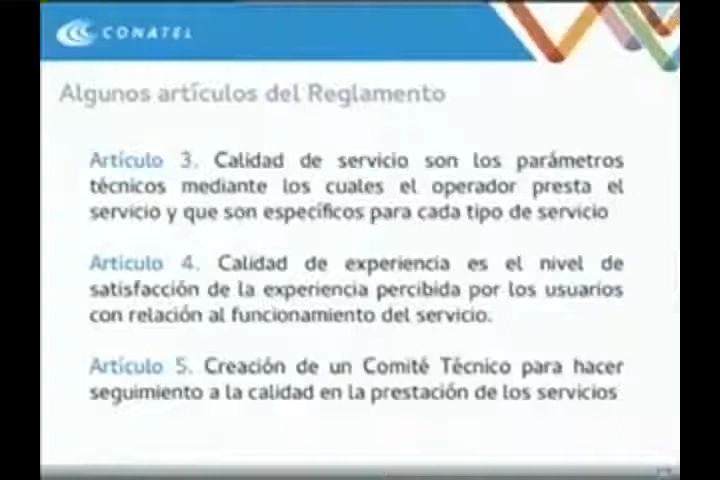 CONATEL
Algunos artículos del Reglamento
Artículo 3. Calidad de servicio son los parámetros
técnicos mediante los cuales el operador presta el
servicio y que son específicos para cada tipo de servicio
Artículo 4. Calidad de experiencia es el nivel de
satisfacción de la experiencia percibida por los usuarios
con relación al funcionamiento del servicio.
Artículo 5. Creación de un Comité Técnico para hacer
seguimiento a la calidad en la prestación de los servicios